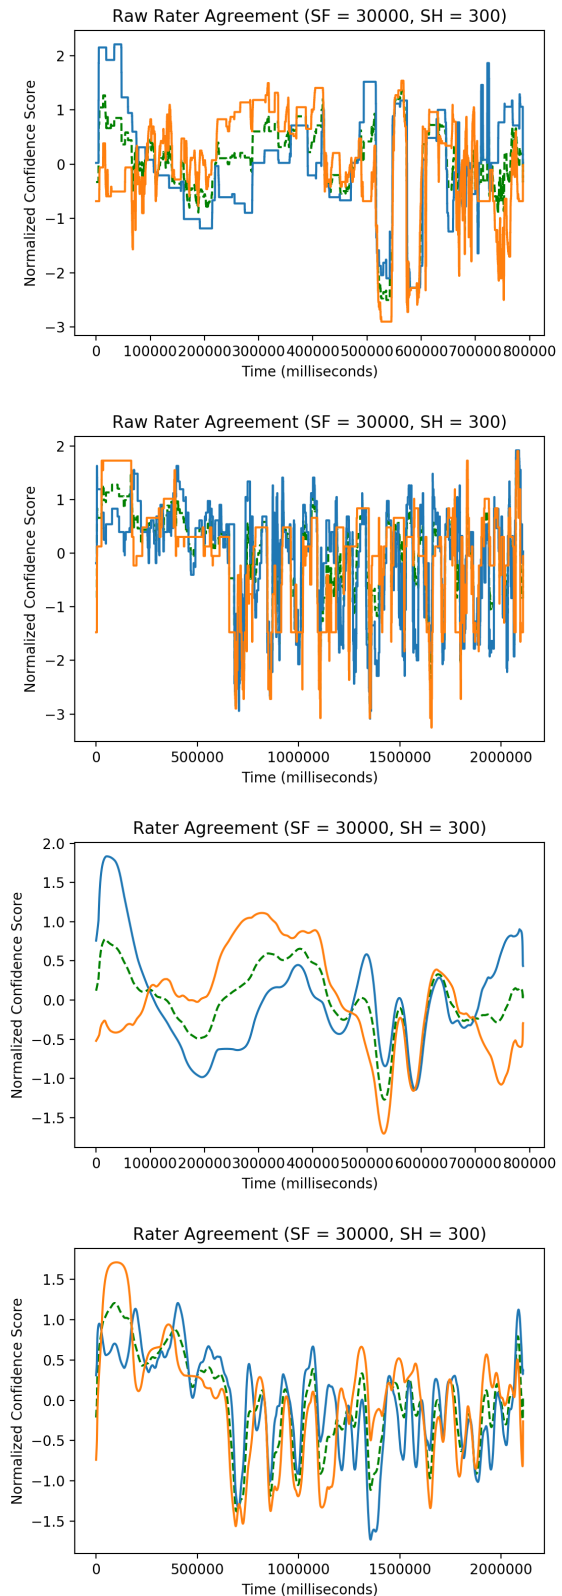 Raw Rater Agreement (SF = 30000, SH = 300)
Normalized Confidence Score
2
1
0
−1
−2
−3
0 100000 200000 300000 400000 500000 600000 700000 800000
Time (milliseconds)
Raw Rater Agreement (SF = 30000, SH = 300)
Normalized Confidence Score
2
1
0
−1
−2
−3
0 500000 1000000 1500000 2000000
Time (milliseconds)
Rater Agreement (SF = 30000, SH = 300)
Normalized Confidence Score
2.0
1.5
1.0
0.5
0.0
−0.5
−1.0
−1.5
0 100000 200000 300000 400000 500000 600000 700000 800000
Time (milliseconds)
Rater Agreement (SF = 30000, SH = 300)
Normalized Confidence Score
1.5
1.0
0.5
0.0
−0.5
−1.0
−1.5
0 500000 1000000 1500000 2000000
Time (milliseconds)